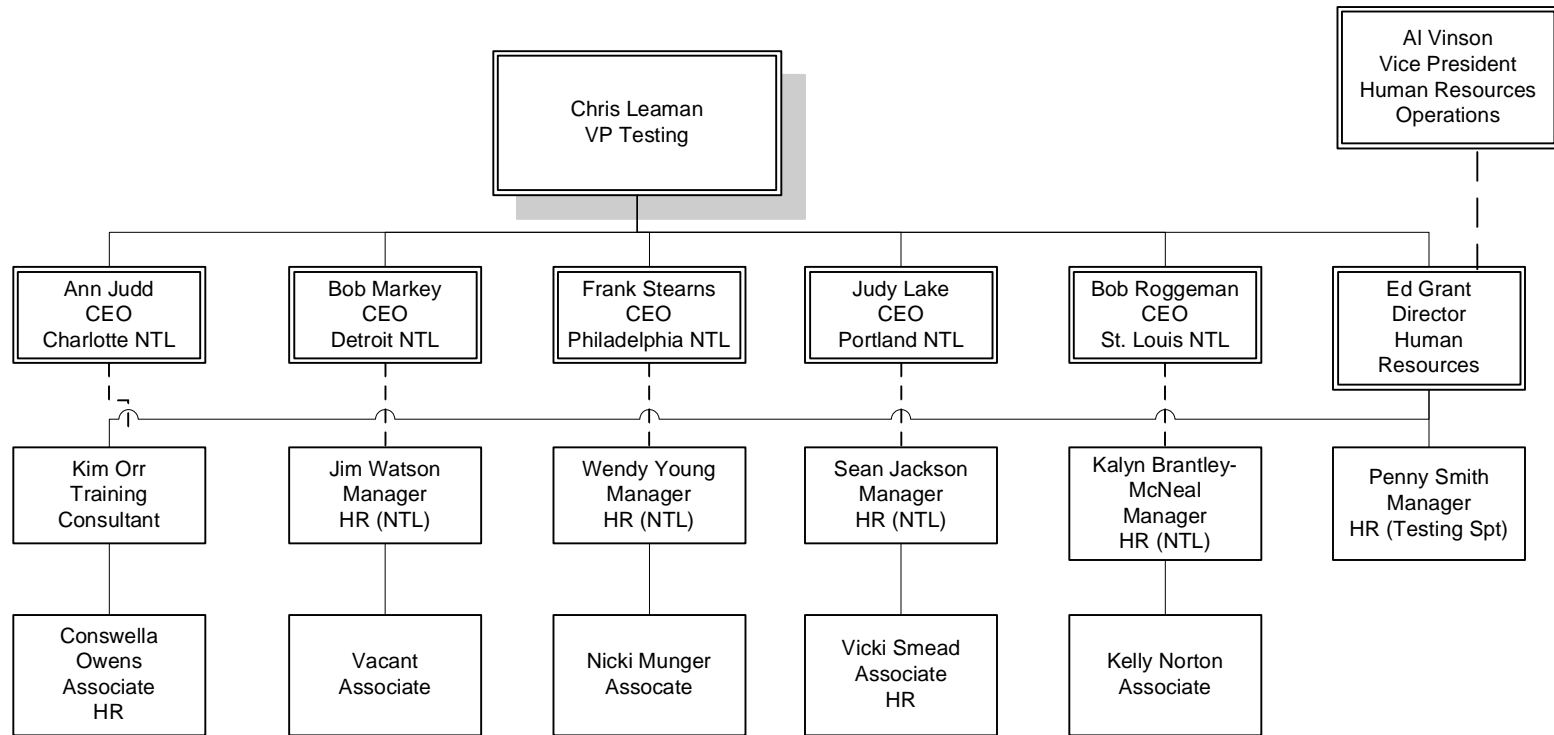 Chris Leaman
VP Testing
Al Vinson
Vice President
Human Resources
Operations
Ann Judd
CEO
Charlotte NTL
Bob Markey
CEO
Detroit NTL
Frank Stearns
CEO
Philadelphia NTL
Judy Lake
CEO
Portland NTL
Bob Roggeman
CEO
St. Louis NTL
Ed Grant
Director
Human
Resources
Kim Orr
Training
Consultant
Jim Watson
Manager
HR (NTL)
Wendy Young
Manager
HR (NTL)
Sean Jackson
Manager
HR (NTL)
Kalyn Brantley-
McNeal
Manager
HR (NTL)
Penny Smith
Manager
HR (Testing Spt)
Conswella
Owens
Associate
HR
Vacant
Associate
Nicki Munger
Assocate
Vicki Smead
Associate
HR
Kelly Norton
Associate